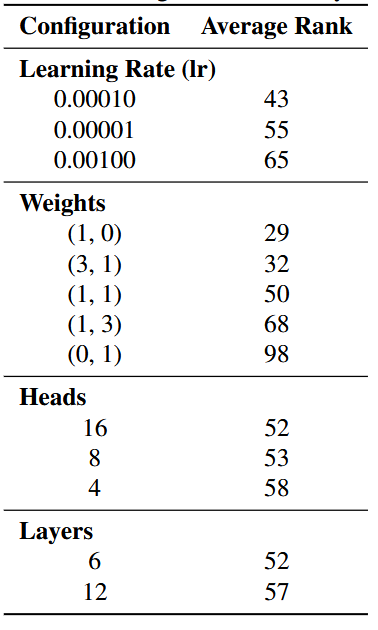 Configuration Average Rank
Learning Rate (lr)
0.00010 43
0.00001 55
0.00100 65
Weights
(1, 0) 29
(3, 1) 32
(1, 1) 50
(1, 3) 68
(0, 1) 98
Heads
16 52
8 53
4 58
Layers
6 52
12 57